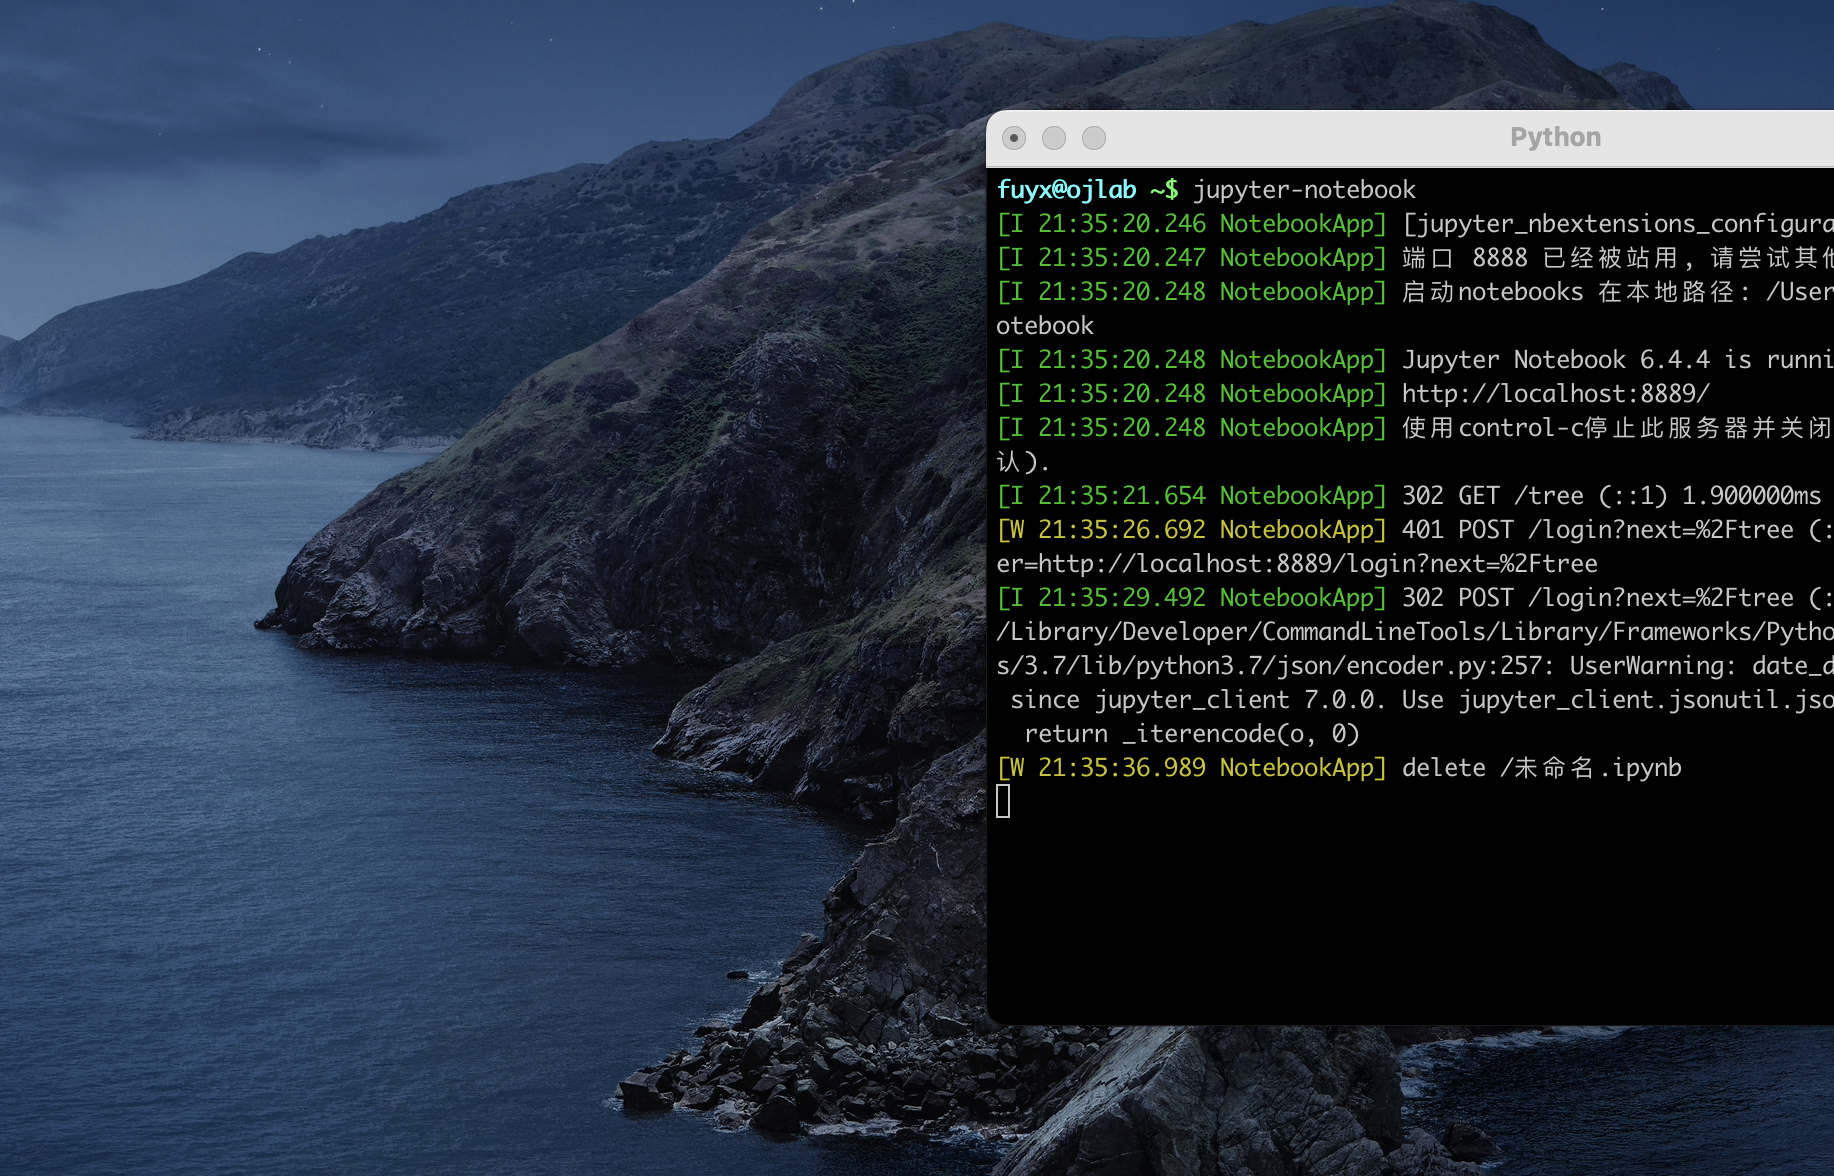 Python
fuyx@ojlab ~$ jupyter-notebook
[I 21:35:20.246 NotebookApp] [jupyter_nbextensions_configura
[I 21:35:20.247 NotebookApp] 端口 8888 已经被站用, 请尝试其他
[I 21:35:20.248 NotebookApp] 启动notebooks 在本地路径: /User
otebook
[I 21:35:20.248 NotebookApp] Jupyter Notebook 6.4.4 is runni
[I 21:35:20.248 NotebookApp] http://localhost:8889/
[I 21:35:20.248 NotebookApp] 使用control-c停止此服务器并关闭
认).
[I 21:35:21.654 NotebookApp] 302 GET /tree (::1) 1.900000ms
[W 21:35:26.692 NotebookApp] 401 POST /login?next=%2Ftree (:
er=http://localhost:8889/login?next=%2Ftree
[I 21:35:29.492 NotebookApp] 302 POST /login?next=%2Ftree (:
/Library/Developer/CommandLineTools/Library/Frameworks/Pytho
s/3.7/lib/python3.7/json/encoder.py:257: UserWarning: date_d
 since jupyter_client 7.0.0. Use jupyter_client.jsonutil.jso
  return _iterencode(o, 0)
[W 21:35:36.989 NotebookApp] delete /未命名.ipynb